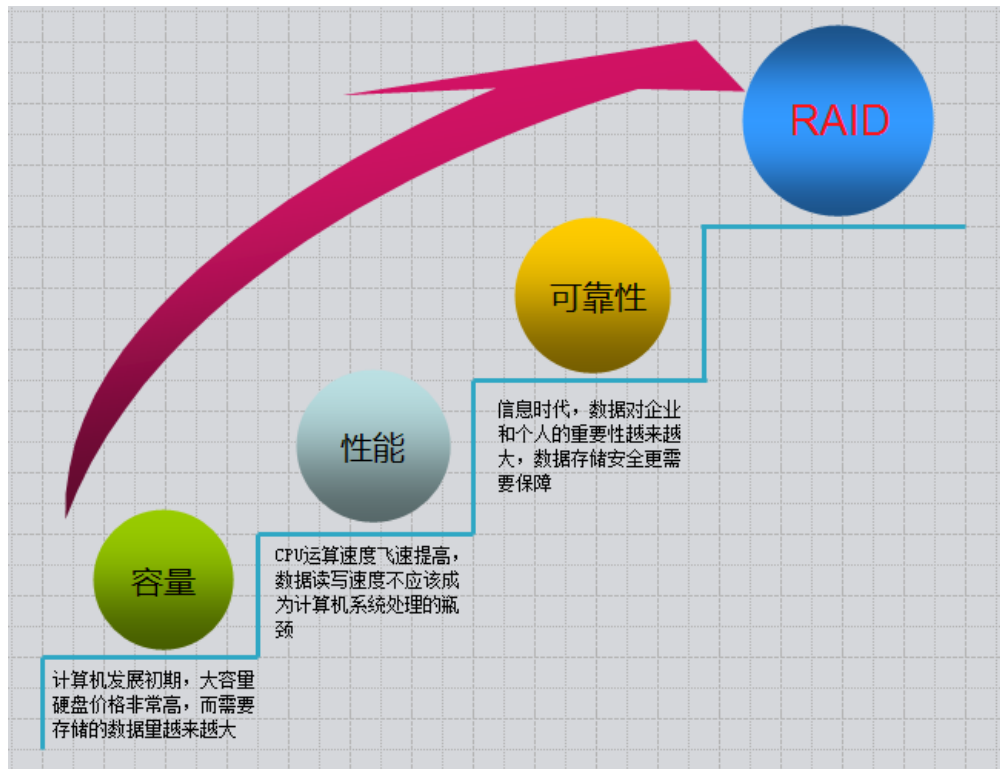 RAID
可靠性
信息时代，数据对企业
和个人的重要性越来越
大，数据存储安全更需
要保障
性能
CPU运算速度飞速提高，
数据读写速度不应该成
为计算机系统处理的瓶
颈
容量
计算机发展初期，大容量
硬盘价格非常高，而需要
存储的数据量越来越大